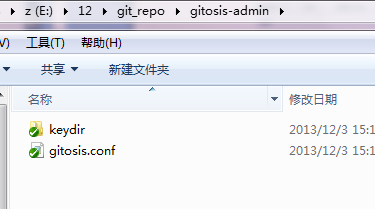 z (E:) 12 git_repo gitosis-admin
V) 工具(T) 帮助(H)
共享 新建文件夹
名称 修改日期
keydir 2013/12/3 15:1
gitosis.conf 2013/12/3 15:1